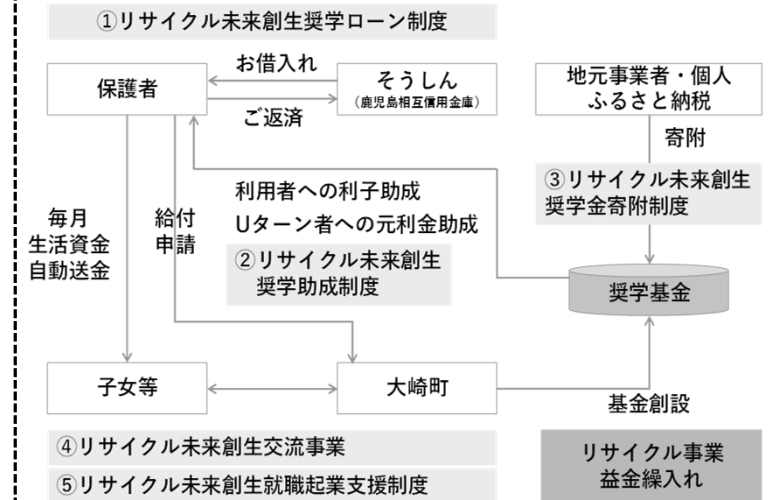 ①リサイクル未来創生奨学ローン制度
保護者
お借入れ
ご返済
そうしん
（鹿児島相互信用金庫）
地元事業者・個人
ふるさと納税
寄附
③リサイクル未来創生
奨学金寄附制度
利用者への利子助成
Uターン者への元利金助成
②リサイクル未来創生
奨学助成制度
毎月
生活資金
自動送金
給付
申請
奨学基金
子女等
大崎町
基金創設
④リサイクル未来創生交流事業
⑤リサイクル未来創生就職起業支援制度
リサイクル事業
益金繰入れ